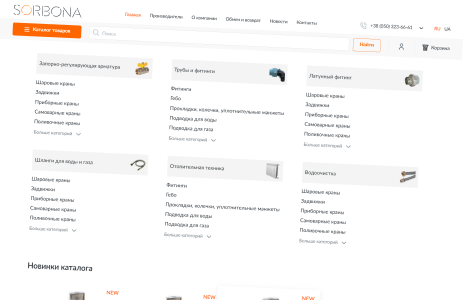 SORBONA
Главная Производители О компании Обмен и возврат Новости Контакты
+38 (050) 323-66-61 RU UA
Каталог товаров Поиск Найти Корзина
Запорно-регулирующая арматура
Шаровые краны
Задвижки
Приборные краны
Самоварные краны
Поливочные краны
Больше категорий
Трубы и фитинги
Фитинги
Гебо
Прокладки, колечки, уплотнительные манжеты
Подводка для воды
Подводка для газа
Больше категорий
Латунный фитинг
Шаровые краны
Задвижки
Приборные краны
Самоварные краны
Поливочные краны
Больше категорий
Шланги для воды и газа
Шаровые краны
Задвижки
Приборные краны
Самоварные краны
Поливочные краны
Больше категорий
Отопительная техника
Фитинги
Гебо
Прокладки, колечки, уплотнительные манжеты
Подводка для воды
Подводка для газа
Больше категорий
Водоочистка
Шаровые краны
Задвижки
Приборные краны
Самоварные краны
Поливочные краны
Больше категорий
Новинки каталога
NEW NEW NEW